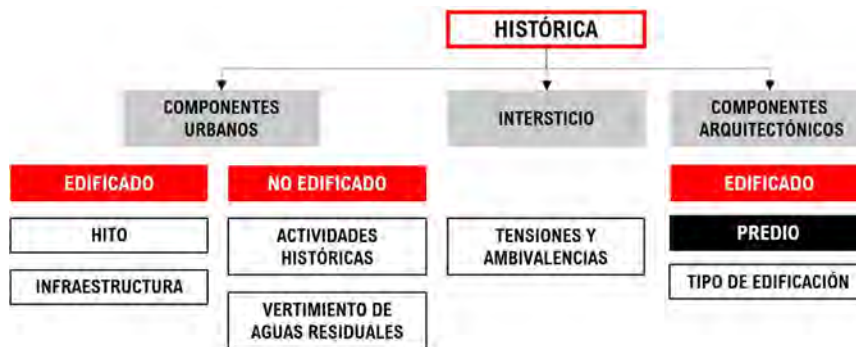 HISTÓRICA
COMPONENTES
URBANOS
INTERSTICIO
COMPONENTES
ARQUITECTÓNICOS
EDIFICADO
NO EDIFICADO
EDIFICADO
HITO
ACTIVIDADES
HISTÓRICAS
TENSIONES Y
AMBIVALENCIAS
PREDIO
INFRAESTRUCTURA
VERTIMIENTO DE
AGUAS RESIDUALES
TIPO DE EDIFICACIÓN